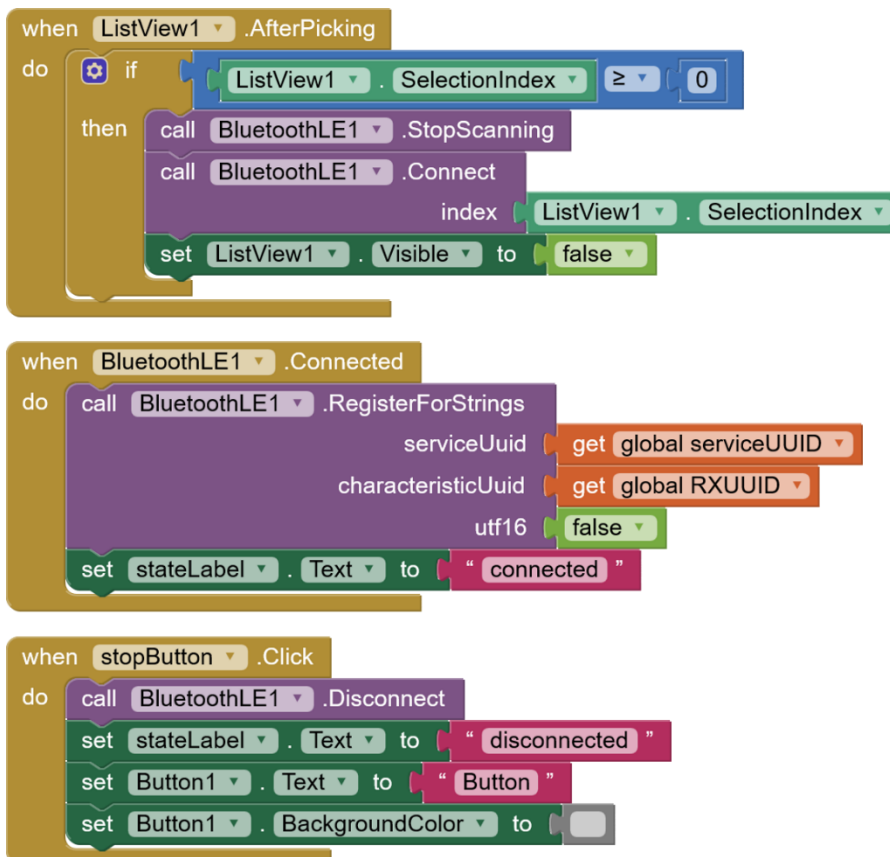 when ListView1 .AfterPicking
do if ListView1 . SelectionIndex ≥ 0
then call BluetoothLE1 .StopScanning
call BluetoothLE1 .Connect
index ListView1 . SelectionIndex
set ListView1 . Visible to false
when BluetoothLE1 .Connected
do call BluetoothLE1 .RegisterForStrings
serviceUuid get global serviceUUID
characteristicUuid get global RXUUID
utf16 false
set stateLabel . Text to “ connected ”
when stopButton .Click
do call BluetoothLE1 .Disconnect
set stateLabel . Text to “ disconnected ”
set Button1 . Text to “ Button ”
set Button1 . BackgroundColor to